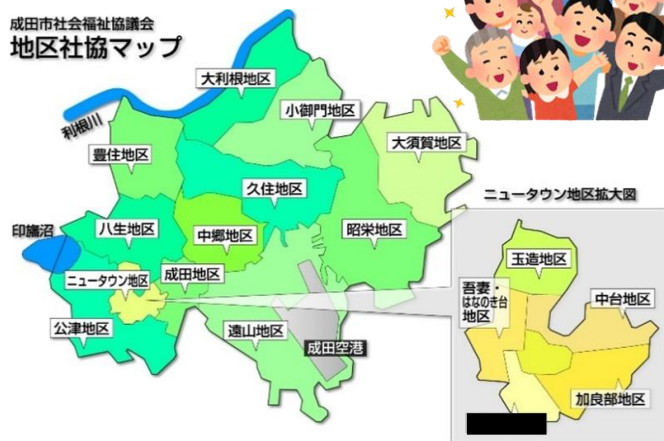 成田市社会福祉協議会
地区社協マップ
大利根地区
利根川
小御門地区
大須賀地区
豊住地区
久住地区
ニュータウン地区拡大図
印旛沼
八生地区
中郷地区
昭栄地区
ニュータウン地区
成田地区
公津地区
遠山地区
成田空港
玉造地区
吾妻・
はなのき台
地区
中台地区
加良部地区